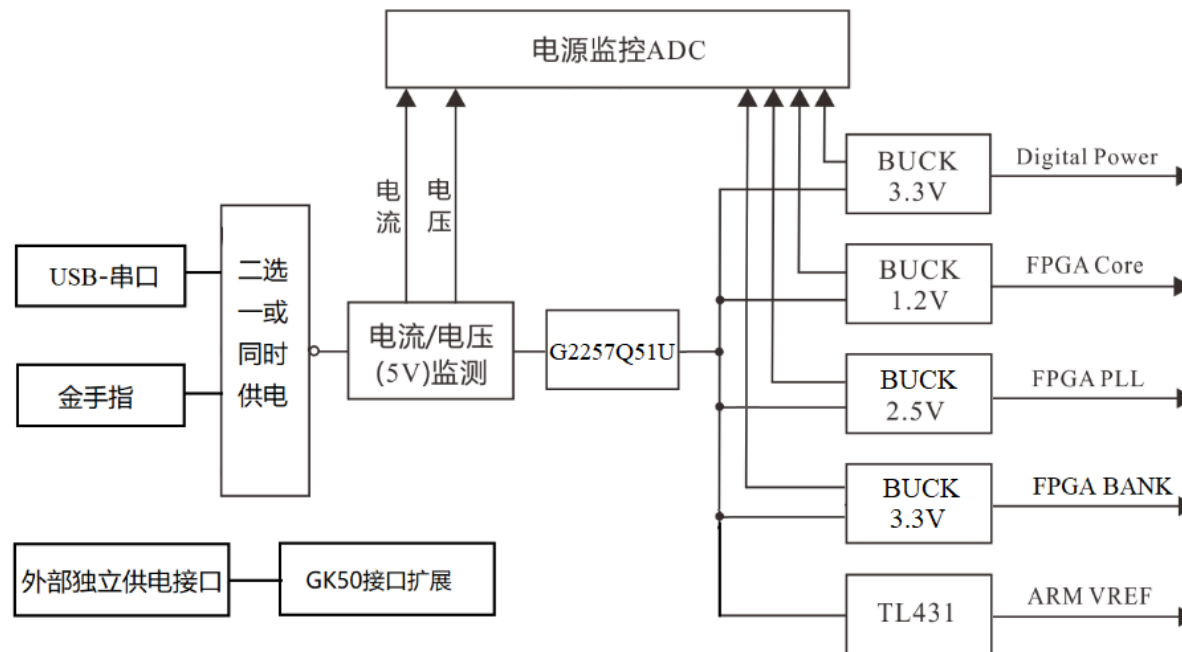 电源监控ADC
电流
电压
BUCK
3.3V
Digital Power
USB-串口
二选
一或
同时
供电
BUCK
1.2V
FPGA Core
电流/电压
(5V)监测
G2257Q51U
金手指
BUCK
2.5V
FPGA PLL
BUCK
3.3V
FPGA BANK
外部独立供电接口
GK50接口扩展
TL431
ARM VREF